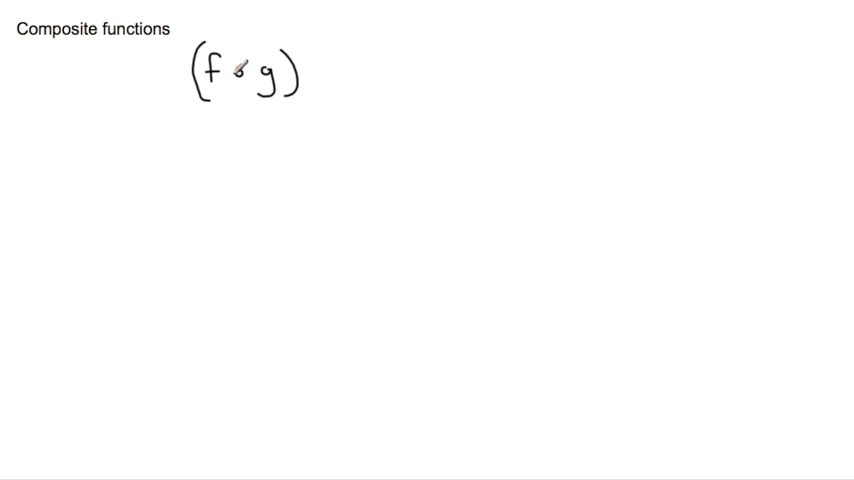 Composite functions
(f ∘ g)